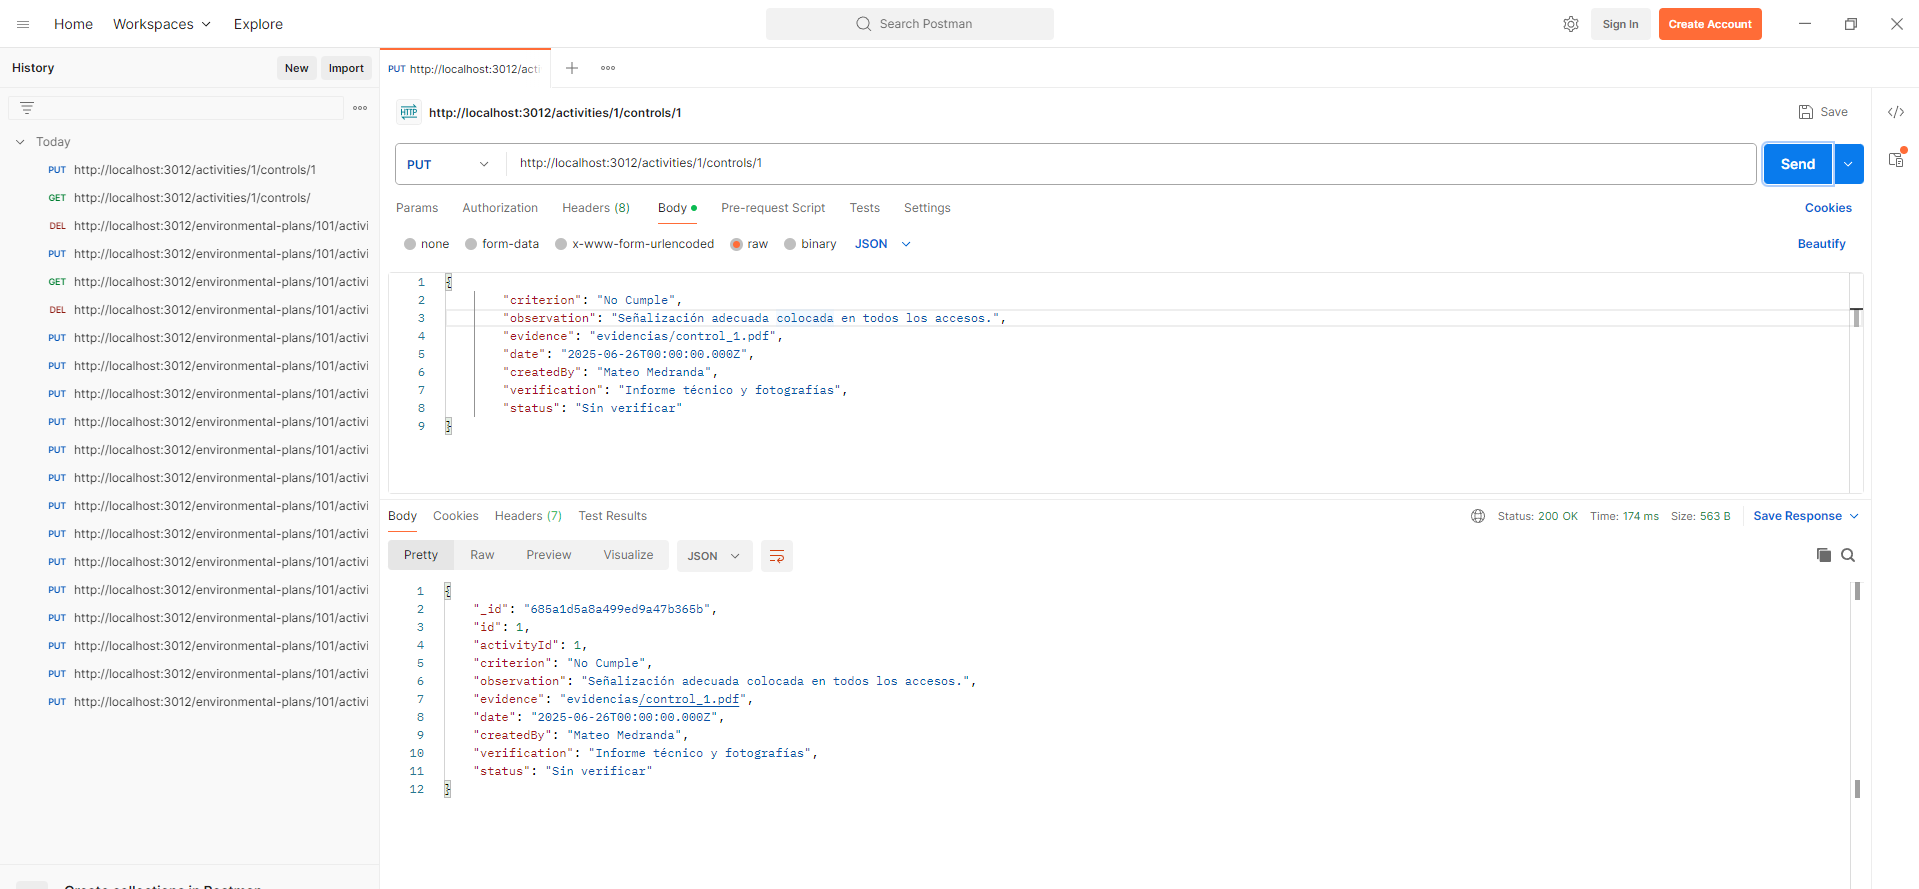 Home Workspaces Explore Search Postman Sign In Create Account
History New Import
PUT http://localhost:3012/acti
http://localhost:3012/activities/1/controls/1 Save
Today
PUT http://localhost:3012/activities/1/controls/1
GET http://localhost:3012/activities/1/controls/
DEL http://localhost:3012/environmental-plans/101/activi
PUT http://localhost:3012/environmental-plans/101/activi
GET http://localhost:3012/environmental-plans/101/activi
DEL http://localhost:3012/environmental-plans/101/activi
PUT http://localhost:3012/environmental-plans/101/activi
PUT http://localhost:3012/environmental-plans/101/activi
PUT http://localhost:3012/environmental-plans/101/activi
PUT http://localhost:3012/environmental-plans/101/activi
PUT http://localhost:3012/environmental-plans/101/activi
PUT http://localhost:3012/environmental-plans/101/activi
PUT http://localhost:3012/environmental-plans/101/activi
PUT http://localhost:3012/environmental-plans/101/activi
PUT http://localhost:3012/environmental-plans/101/activi
PUT http://localhost:3012/environmental-plans/101/activi
PUT http://localhost:3012/environmental-plans/101/activi
PUT http://localhost:3012/environmental-plans/101/activi
PUT http://localhost:3012/environmental-plans/101/activi
PUT http://localhost:3012/environmental-plans/101/activi
Create collections in Postman
HTTP
PUT http://localhost:3012/activities/1/controls/1 Send
Params Authorization Headers (8) Body Pre-request Script Tests Settings Cookies
none form-data x-www-form-urlencoded raw binary JSON Beautify
1 {
2 "criterion": "No Cumple",
3 "observation": "Señalización adecuada colocada en todos los accesos.",
4 "evidence": "evidencias/control_1.pdf",
5 "date": "2025-06-26T00:00:00.000Z",
6 "createdBy": "Mateo Medranda",
7 "verification": "Informe técnico y fotografías",
8 "status": "Sin verificar"
9 }
Body Cookies Headers (7) Test Results Status: 200 OK Time: 174 ms Size: 563 B Save Response
Pretty Raw Preview Visualize JSON
1 {
2 "_id": "685a1d5a8a499ed9a47b365b",
3 "id": 1,
4 "activityId": 1,
5 "criterion": "No Cumple",
6 "observation": "Señalización adecuada colocada en todos los accesos.",
7 "evidence": "evidencias/control_1.pdf",
8 "date": "2025-06-26T00:00:00.000Z",
9 "createdBy": "Mateo Medranda",
10 "verification": "Informe técnico y fotografías",
11 "status": "Sin verificar"
12 }